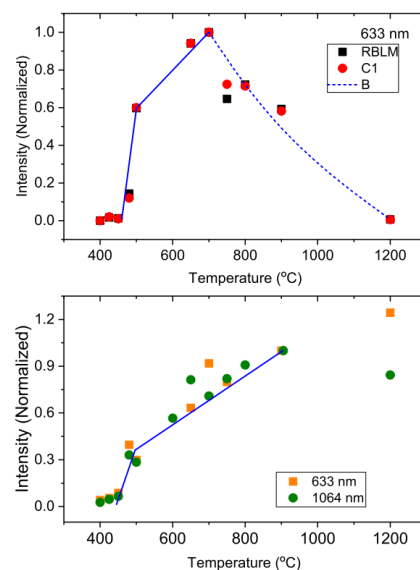 633 nm
RBLM
C1
B
1.0
0.8
0.6
0.4
0.2
0.0
Intensity (Normalized)
400 600 800 1000 1200
Temperature (ºC)
1.2
0.9
0.6
0.3
0.0
Intensity (Normalized)
633 nm
1064 nm
400 600 800 1000 1200
Temperature (ºC)